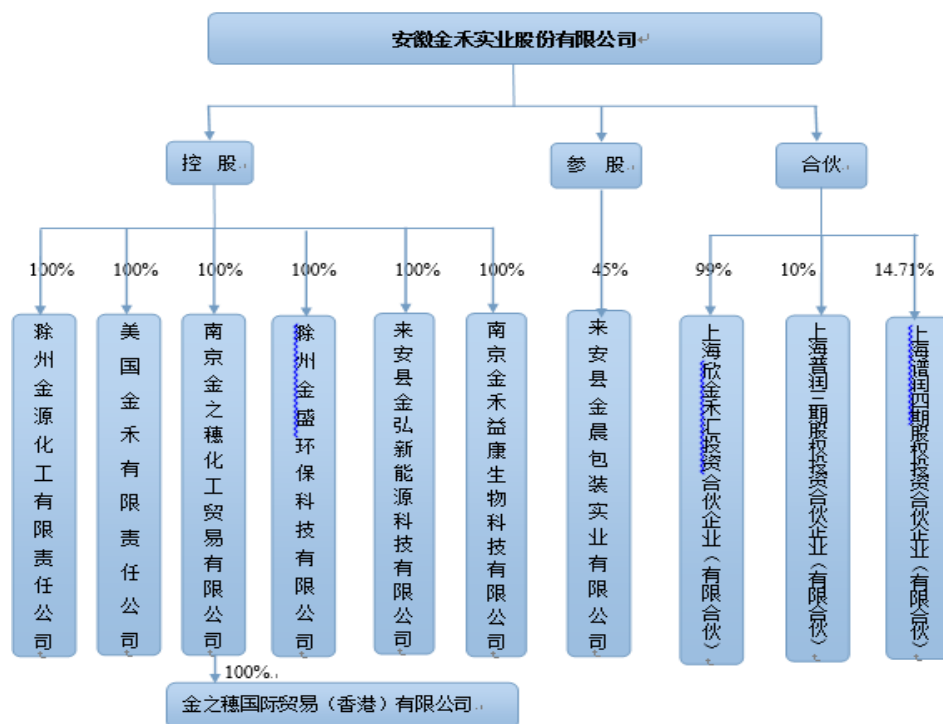 安徽金禾实业股份有限公司
控 股
参 股
合伙
100%
100%
100%
100%
100%
100%
45%
99%
10%
14.71%
滁州金源化工有限责任公司
美国金禾有限责任公司
南京金之穗化工贸易有限公司
滁州金盛环保科技有限公司
来安县金弘新能源科技有限公司
南京金禾益康生物科技有限公司
来安县金晨包装实业有限公司
上海欣金禾汇投资合伙企业（有限合伙）
上海普润三期股权投资合伙企业（有限合伙）
上海谱润四期股权投资合伙企业（有限合伙）
100%
金之穗国际贸易（香港）有限公司